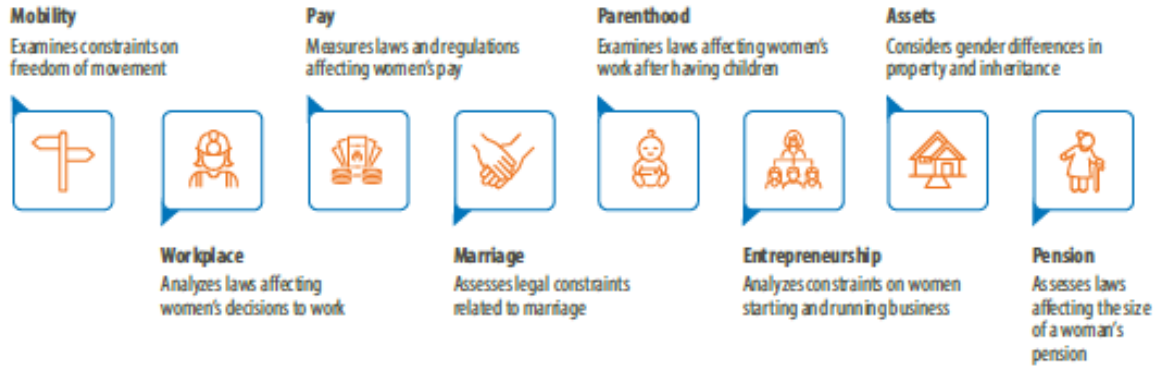 Mobility
Examines constraints on
freedom of movement
Pay
Measures laws and regulations
affecting women's pay
Parenthood
Examines laws affecting women's
work after having children
Assets
Considers gender differences in
property and inheritance
Workplace
Analyzes laws affecting
women's decisions to work
Marriage
Assesses legal constraints
related to marriage
Entrepreneurship
Analyzes constraints on women
starting and running business
Pension
Assesses laws
affecting the size
of a woman's
pension